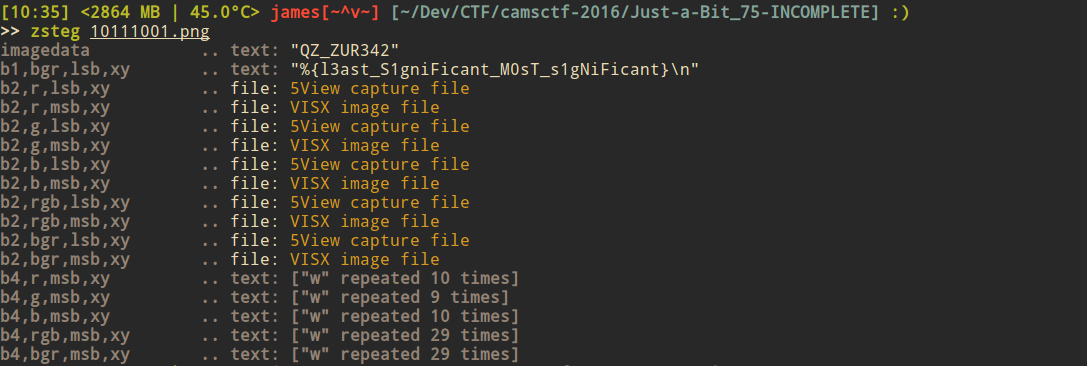 [10:35] <2864 MB | 45.0°C> james[~^v~] [~/Dev/CTF/camsctf-2016/Just-a-Bit_75-INCOMPLETE] :)
>> zsteg 10111001.png
imagedata .. text: "QZ_ZUR342"
b1,bgr,lsb,xy .. text: "%{l3ast_S1gniFicant_M0sT_s1gNiFicant}\n"
b2,r,lsb,xy .. file: 5View capture file
b2,r,msb,xy .. file: VISX image file
b2,g,lsb,xy .. file: 5View capture file
b2,g,msb,xy .. file: VISX image file
b2,b,lsb,xy .. file: 5View capture file
b2,b,msb,xy .. file: VISX image file
b2,rgb,lsb,xy .. file: 5View capture file
b2,rgb,msb,xy .. file: VISX image file
b2,bgr,lsb,xy .. file: 5View capture file
b2,bgr,msb,xy .. file: VISX image file
b4,r,msb,xy .. text: ["w" repeated 10 times]
b4,g,msb,xy .. text: ["w" repeated 9 times]
b4,b,msb,xy .. text: ["w" repeated 10 times]
b4,rgb,msb,xy .. text: ["w" repeated 29 times]
b4,bgr,msb,xy .. text: ["w" repeated 29 times]